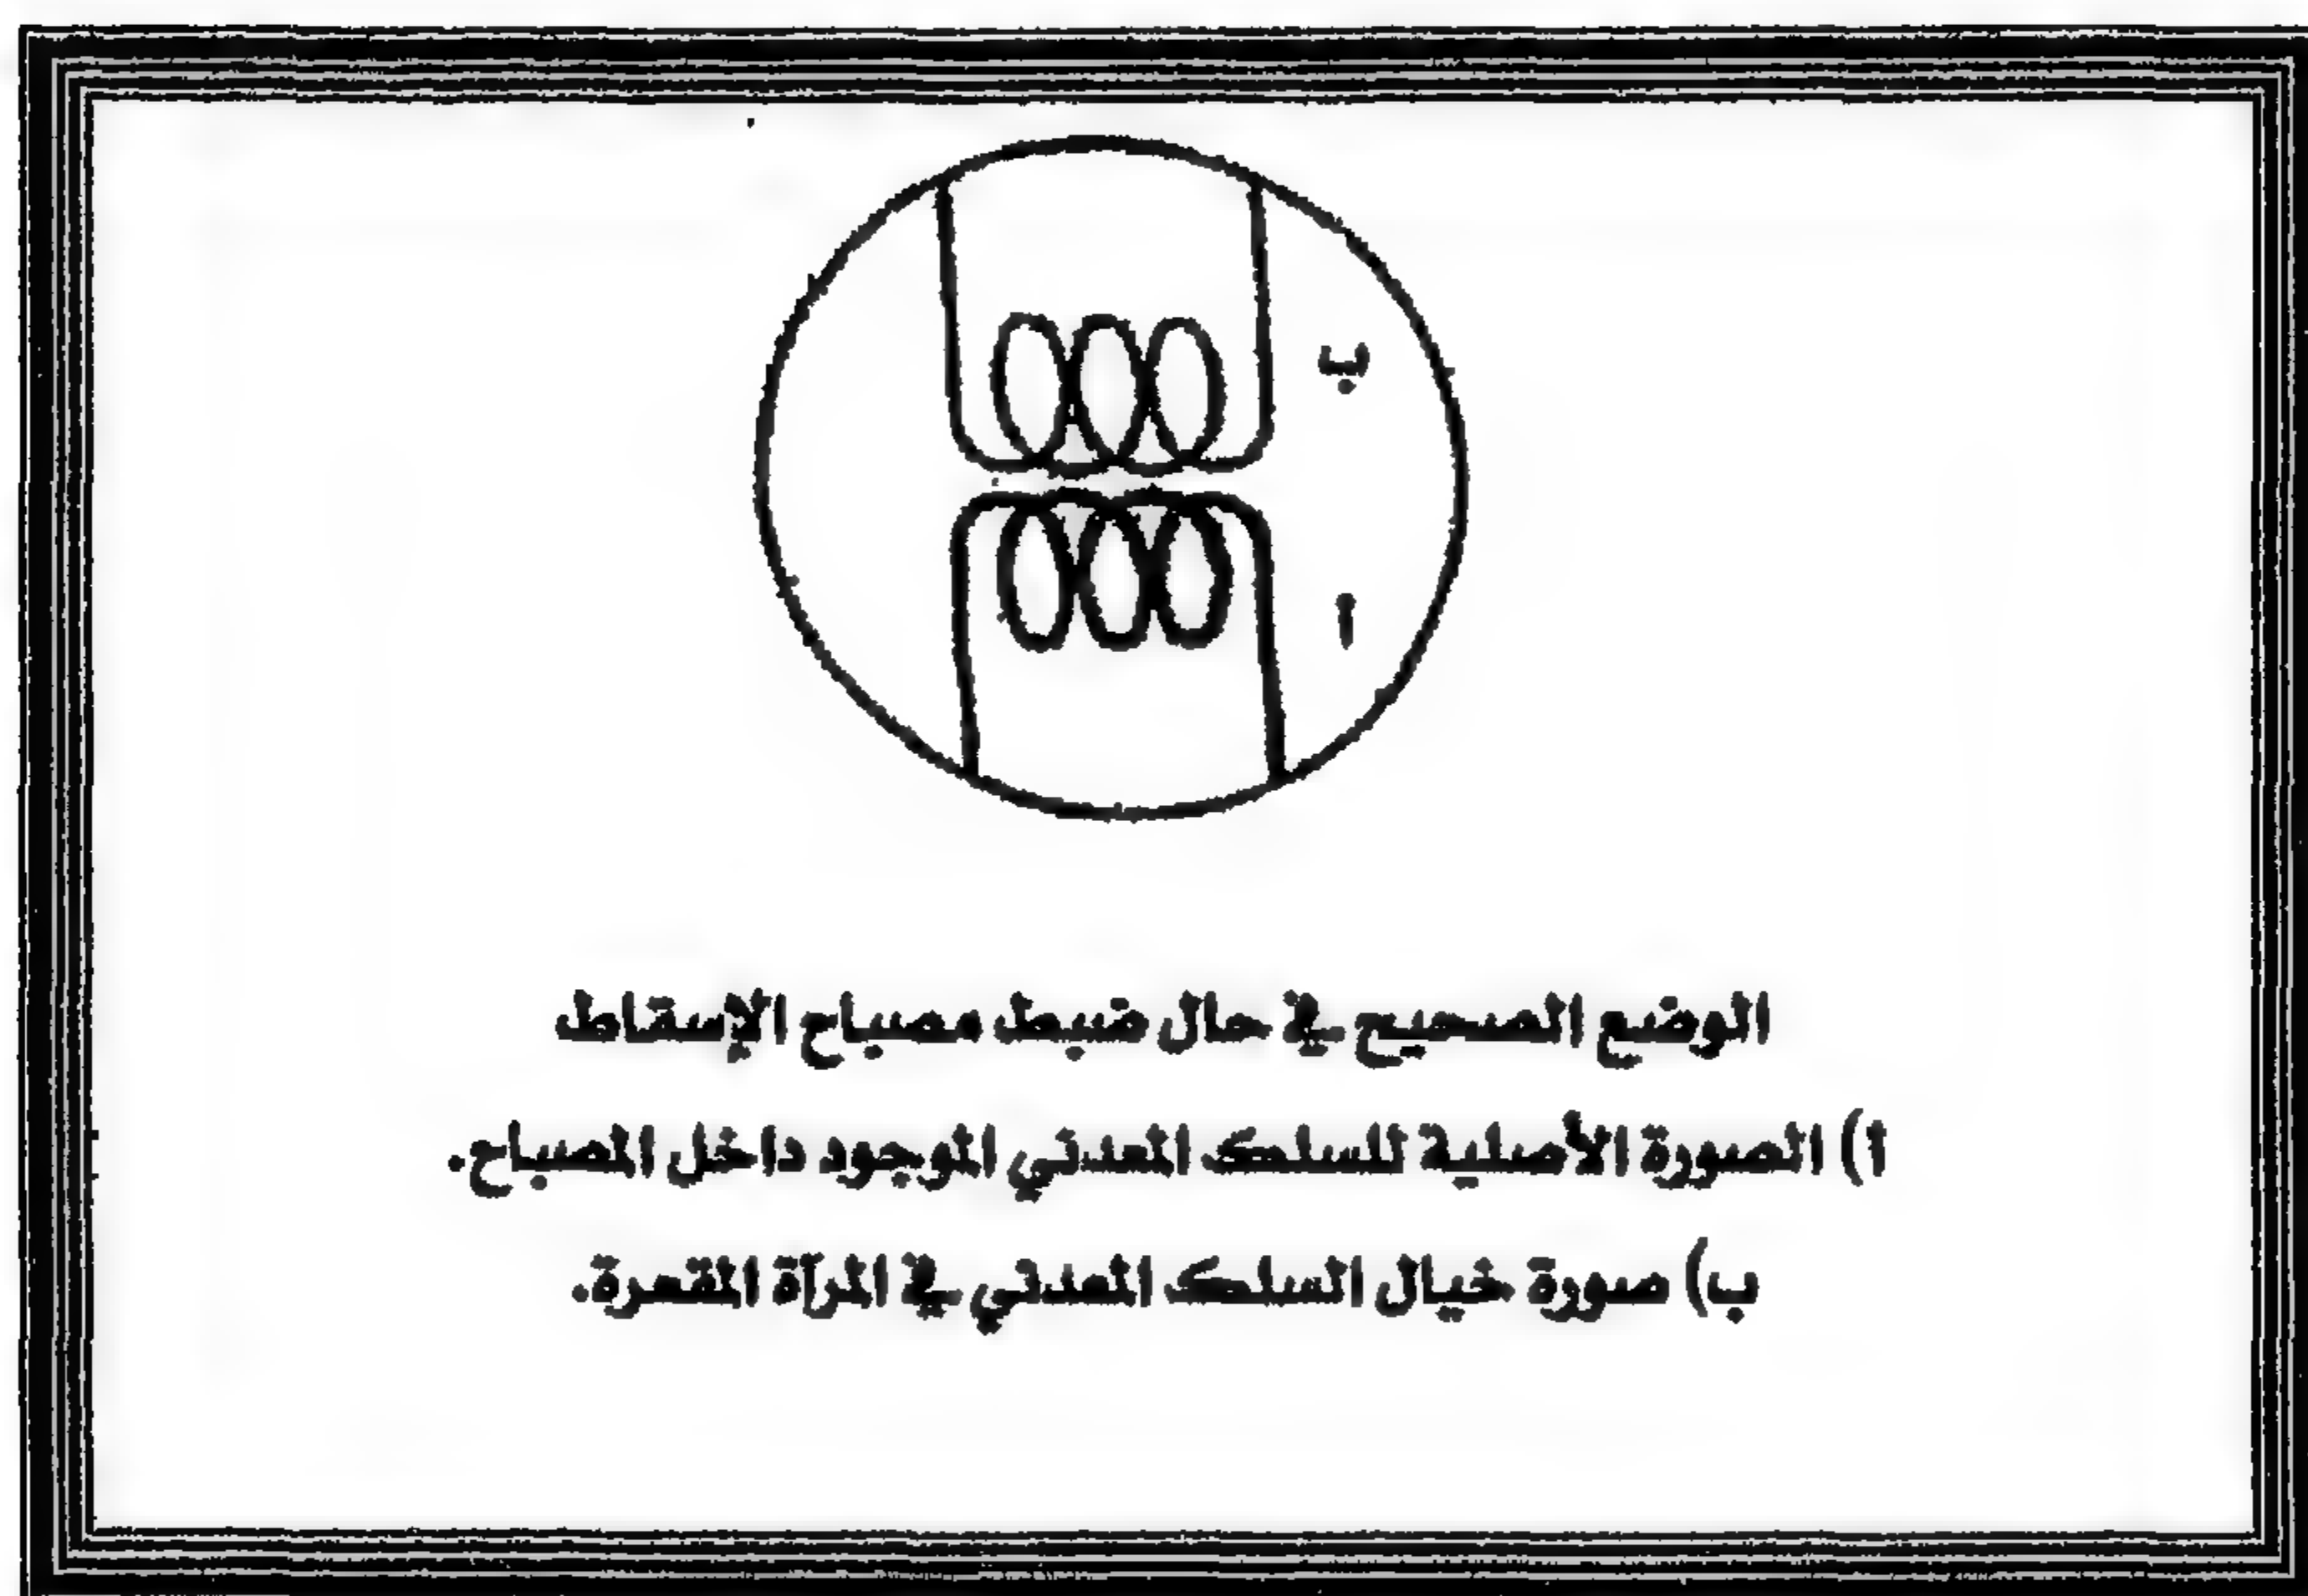 ب
ا
الوضع الصحيح في حال ضبط مصباح الإسقاط
ا) الصورة الأصلية للسلك المعدني الموجود داخل المصباح.
ب) صورة خيال السلك المعدني في المرآة المقعرة.